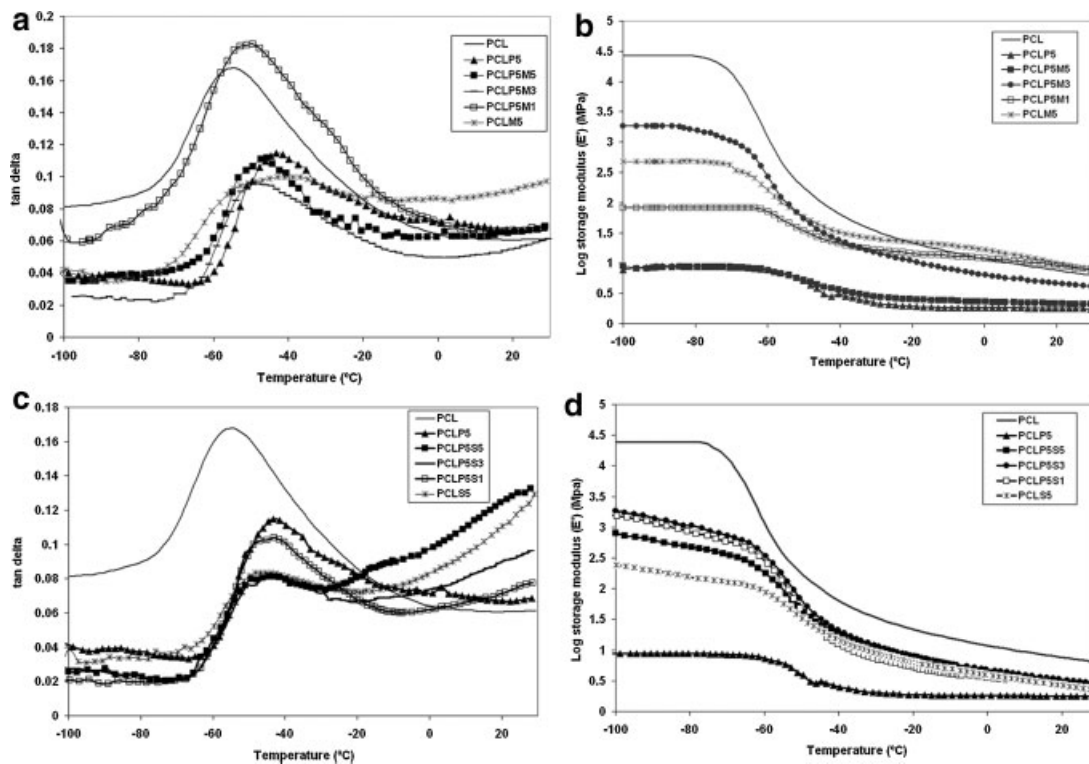 a
0.2
0.18
0.16
0.14
0.12
0.1
0.08
0.06
0.04
0.02
0
tan delta
-100
-80
-60
-40
-20
0
20
Temperature (ºC)
PCL
PCLP5
PCLP5M5
PCLP5M3
PCLP5M1
PCLM5
b
5
4.5
4
3.5
3
2.5
2
1.5
1
0.5
0
Log storage modulus (E') (MPa)
-100
-80
-60
-40
-20
0
20
Temperature (ºC)
PCL
PCLP5
PCLP5M5
PCLP5M3
PCLP5M1
PCLM5
c
0.18
0.16
0.14
0.12
0.1
0.08
0.06
0.04
0.02
0
tan delta
-100
-80
-60
-40
-20
0
20
Temperature (ºC)
PCL
PCLP5
PCLP5S5
PCLP5S3
PCLP5S1
PCLS5
d
5
4.5
4
3.5
3
2.5
2
1.5
1
0.5
0
Log storage modulus (E') (Mpa)
-100
-80
-60
-40
-20
0
20
Temperature (ºC)
PCL
PCLP5
PCLP5S5
PCLP5S3
PCLP5S1
PCLS5